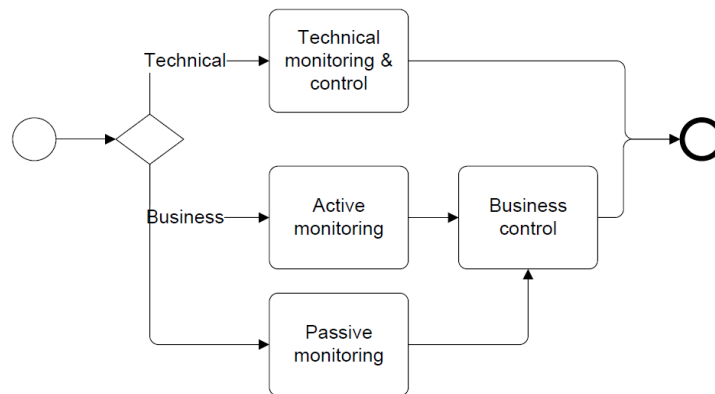 Technical
Technical
monitoring &
control
Business
Active
monitoring
Business
control
Passive
monitoring